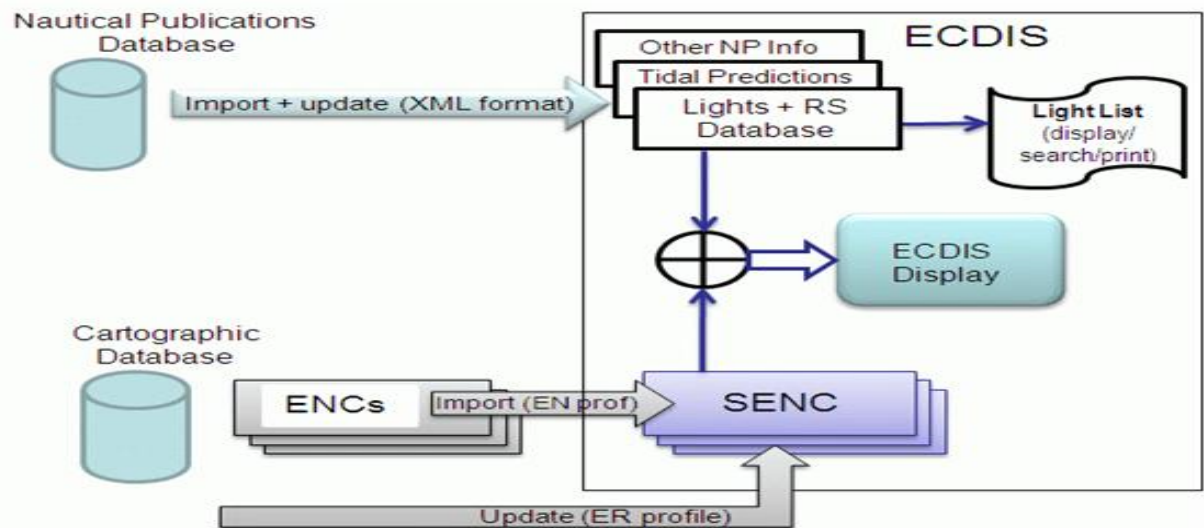 Nautical Publications
Database
ECDIS
Other NP Info
Tidal Predictions
Import + update (XML format)
Lights + RS
Database
Light List
(display/
search/print)
ECDIS
Display
Cartographic
Database
ENCs
Import (EN prof)
SENC
Update (ER profile)